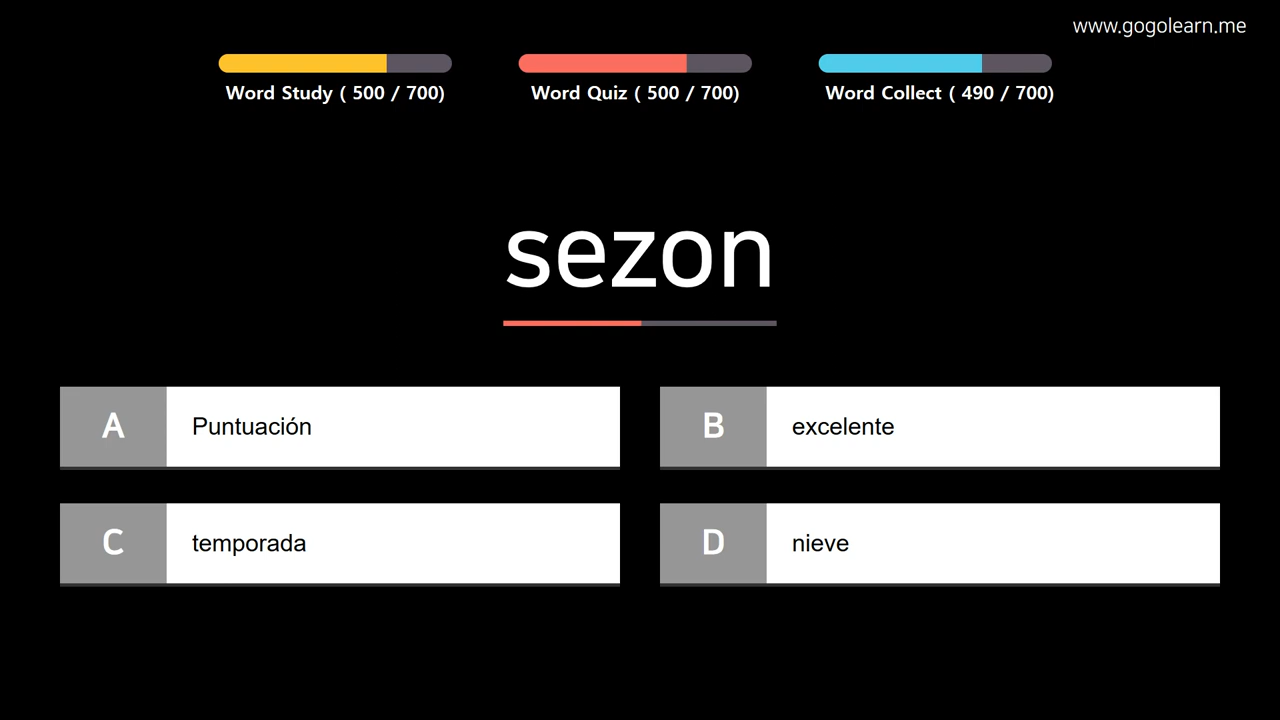 www.gogolearn.me
Word Study ( 500 / 700)
Word Quiz ( 500 / 700)
Word Collect ( 490 / 700)
sezon
A Puntuación
B excelente
C temporada
D nieve